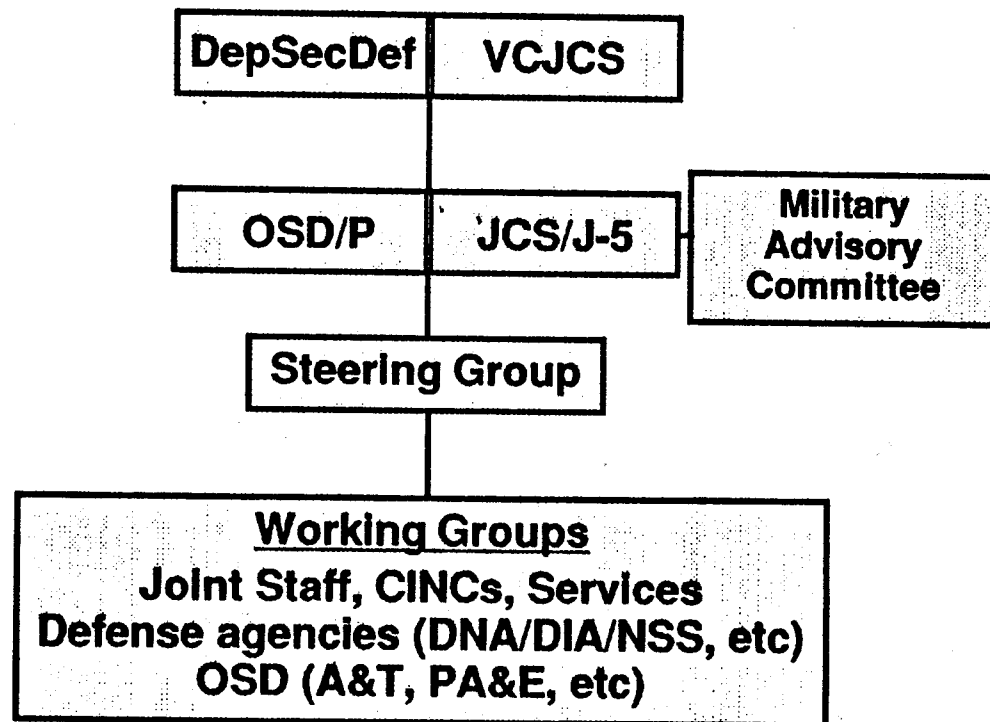 DepSecDef VCJCS
OSD/P JCS/J-5
Military
Advisory
Committee
Steering Group
Working Groups
Joint Staff, CINCs, Services
Defense agencies (DNA/DIA/NSS, etc)
OSD (A&T, PA&E, etc)